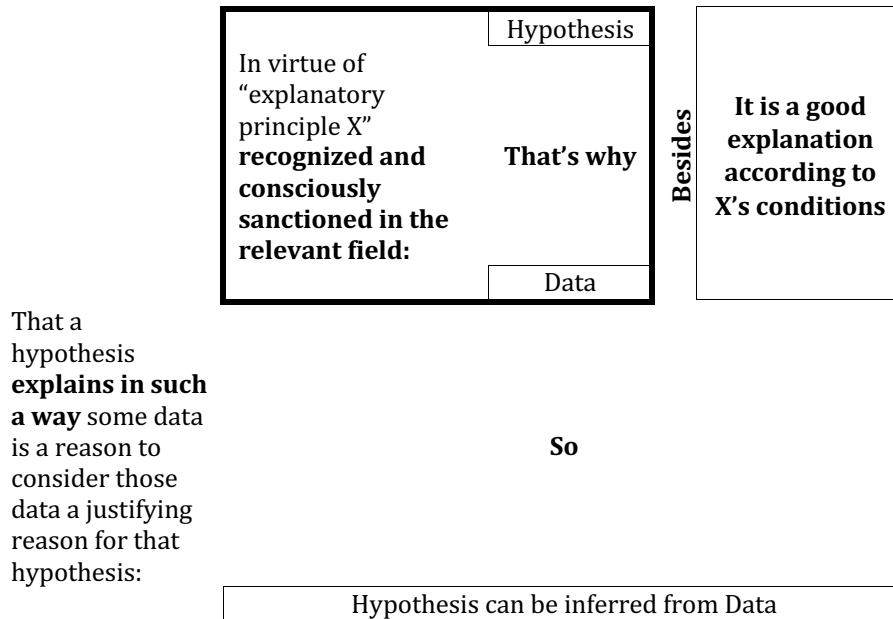 Hypothesis
In virtue of
“explanatory
principle X”
recognized and
consciously
sanctioned in the
relevant field:
That's why
Data
Besides
It is a good
explanation
according to
X's conditions
That a
hypothesis
explains in such
a way some data
is a reason to
consider those
data a justifying
reason for that
hypothesis:
So
Hypothesis can be inferred from Data